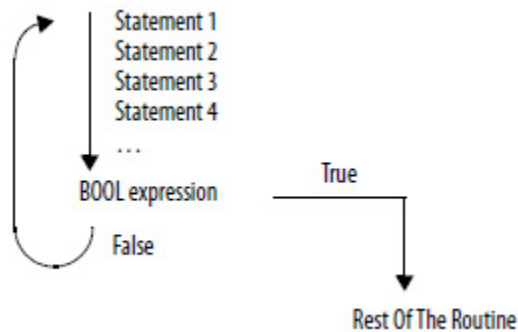 Statement 1
Statement 2
Statement 3
Statement 4
...
BOOL expression
True
False
Rest Of The Routine